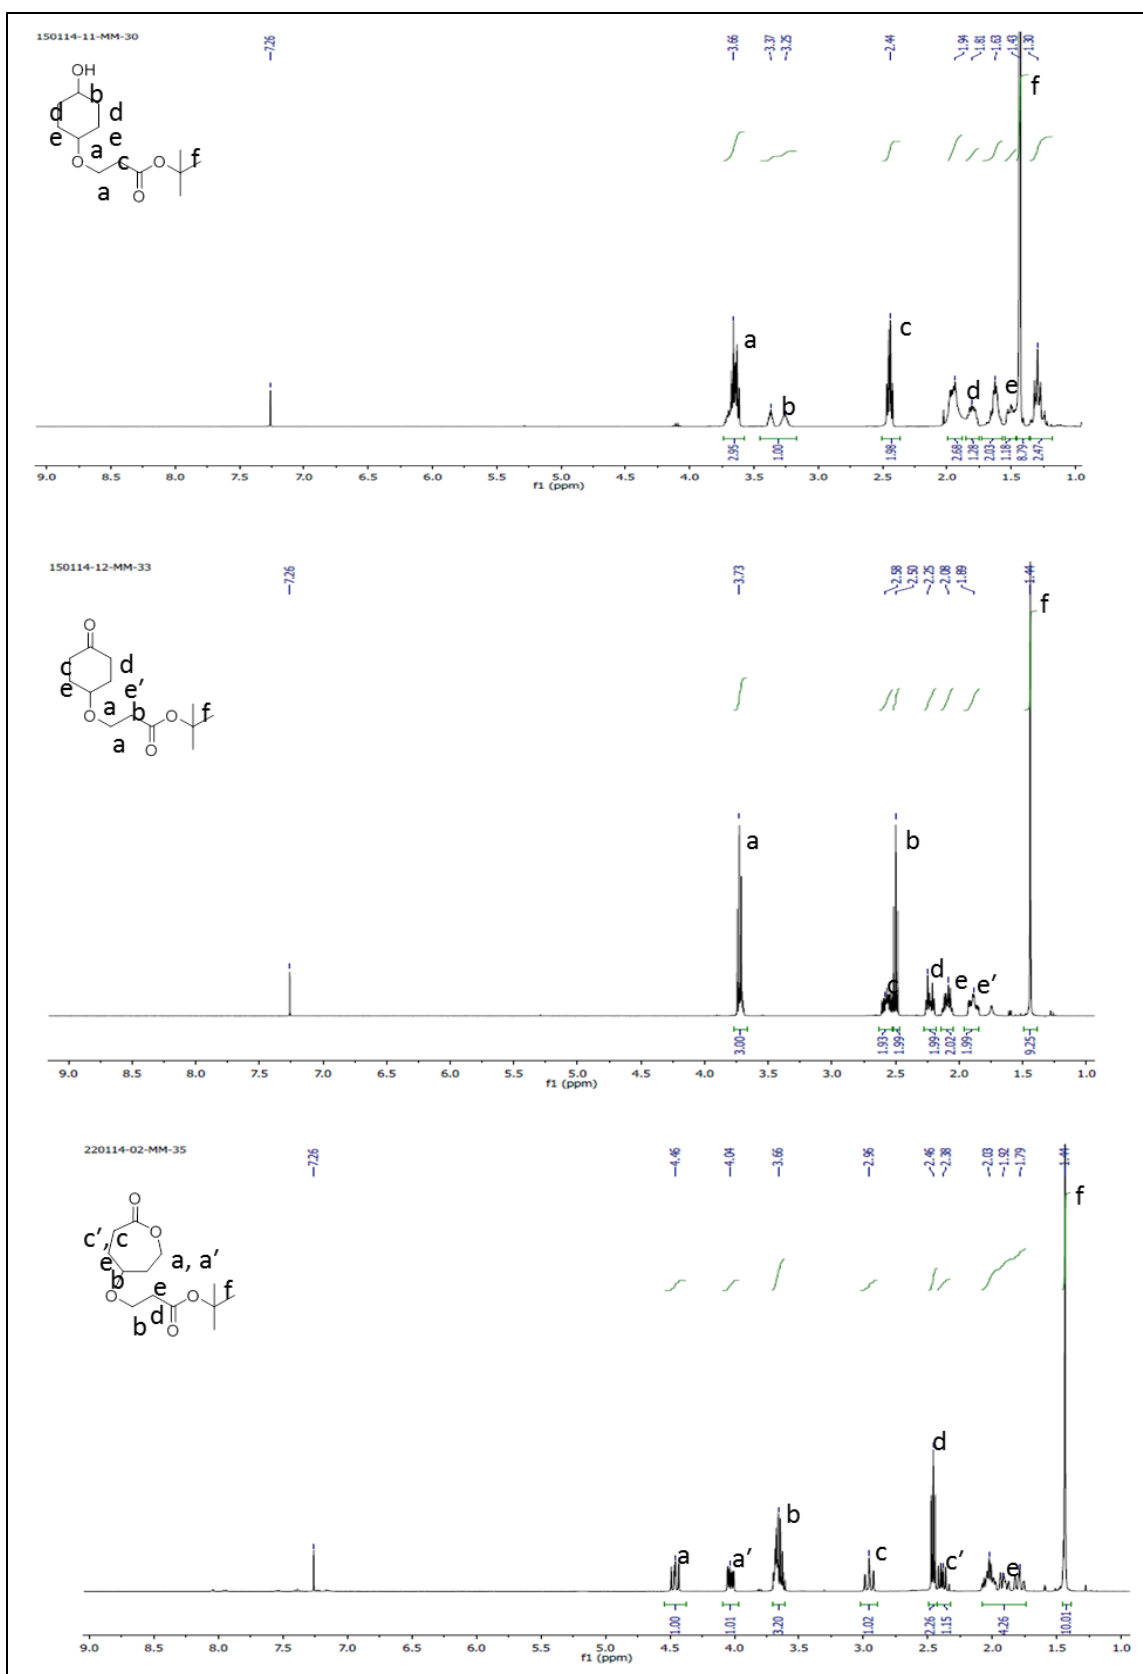 150114-11-MM-30
7.26 3.66 3.37 3.25 2.44 1.94 1.81 1.63 1.43 1.30
f
OH
b
d d
e e
a
O c O f
a O
a b c d e
2.95 1.00 1.98 2.68 1.28 2.03 1.18 8.79 2.47
9.0 8.5 8.0 7.5 7.0 6.5 6.0 5.5 5.0 4.5 4.0 3.5 3.0 2.5 2.0 1.5 1.0
f1 (ppm)
150114-12-MM-33
7.26 3.73 2.58 2.50 2.25 2.08 1.89 1.44
f
O
c d
e e'
a
O b O f
a O
a b c d e e'
3.00 1.93 1.99 1.99 2.02 1.99 9.25
9.0 8.5 8.0 7.5 7.0 6.5 6.0 5.5 5.0 4.5 4.0 3.5 3.0 2.5 2.0 1.5 1.0
f1 (ppm)
220114-02-MM-35
7.26 4.46 4.04 3.66 2.96 2.46 2.38 2.03 1.92 1.79 1.44
f
O
c', c O
e a, a'
b e f
O d O
b O
a a' b c d c' e
1.00 1.01 3.20 1.02 2.26 1.15 4.26 10.01
9.0 8.5 8.0 7.5 7.0 6.5 6.0 5.5 5.0 4.5 4.0 3.5 3.0 2.5 2.0 1.5 1.0
f1 (ppm)